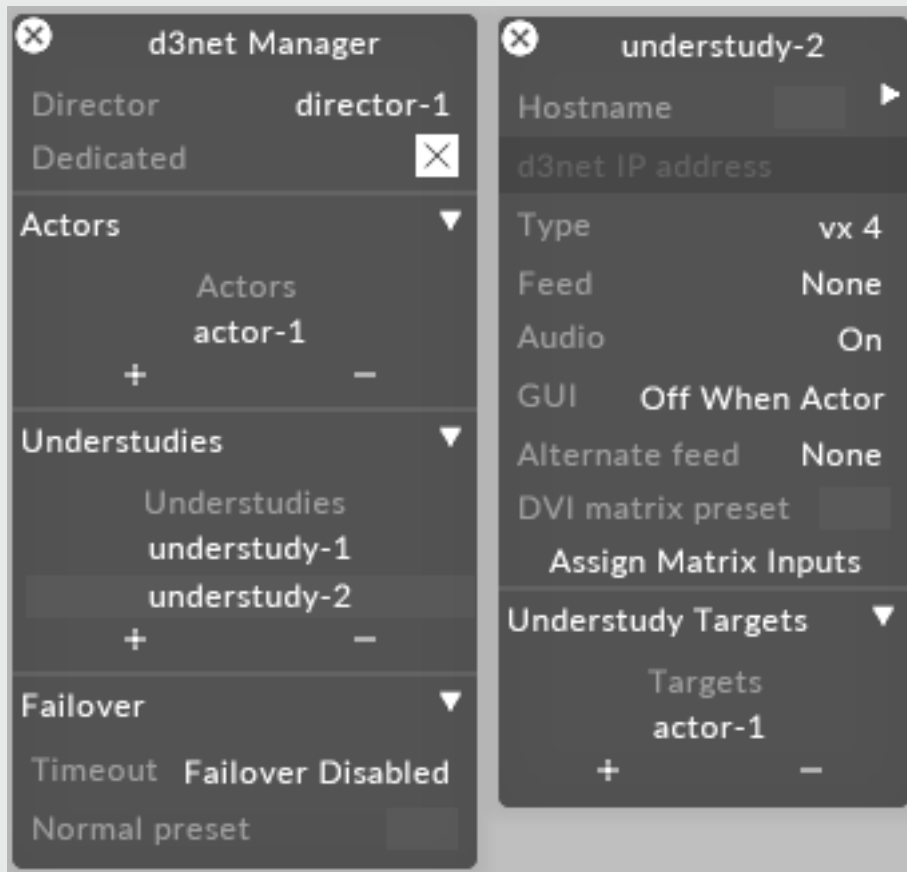 d3net Manager
Director director-1
Dedicated
Actors
Actors
actor-1
+ −
Understudies
Understudies
understudy-1
understudy-2
+ −
Failover
Timeout Failover Disabled
Normal preset
understudy-2
Hostname
d3net IP address
Type vx 4
Feed None
Audio On
GUI Off When Actor
Alternate feed None
DVI matrix preset
Assign Matrix Inputs
Understudy Targets
Targets
actor-1
+ −